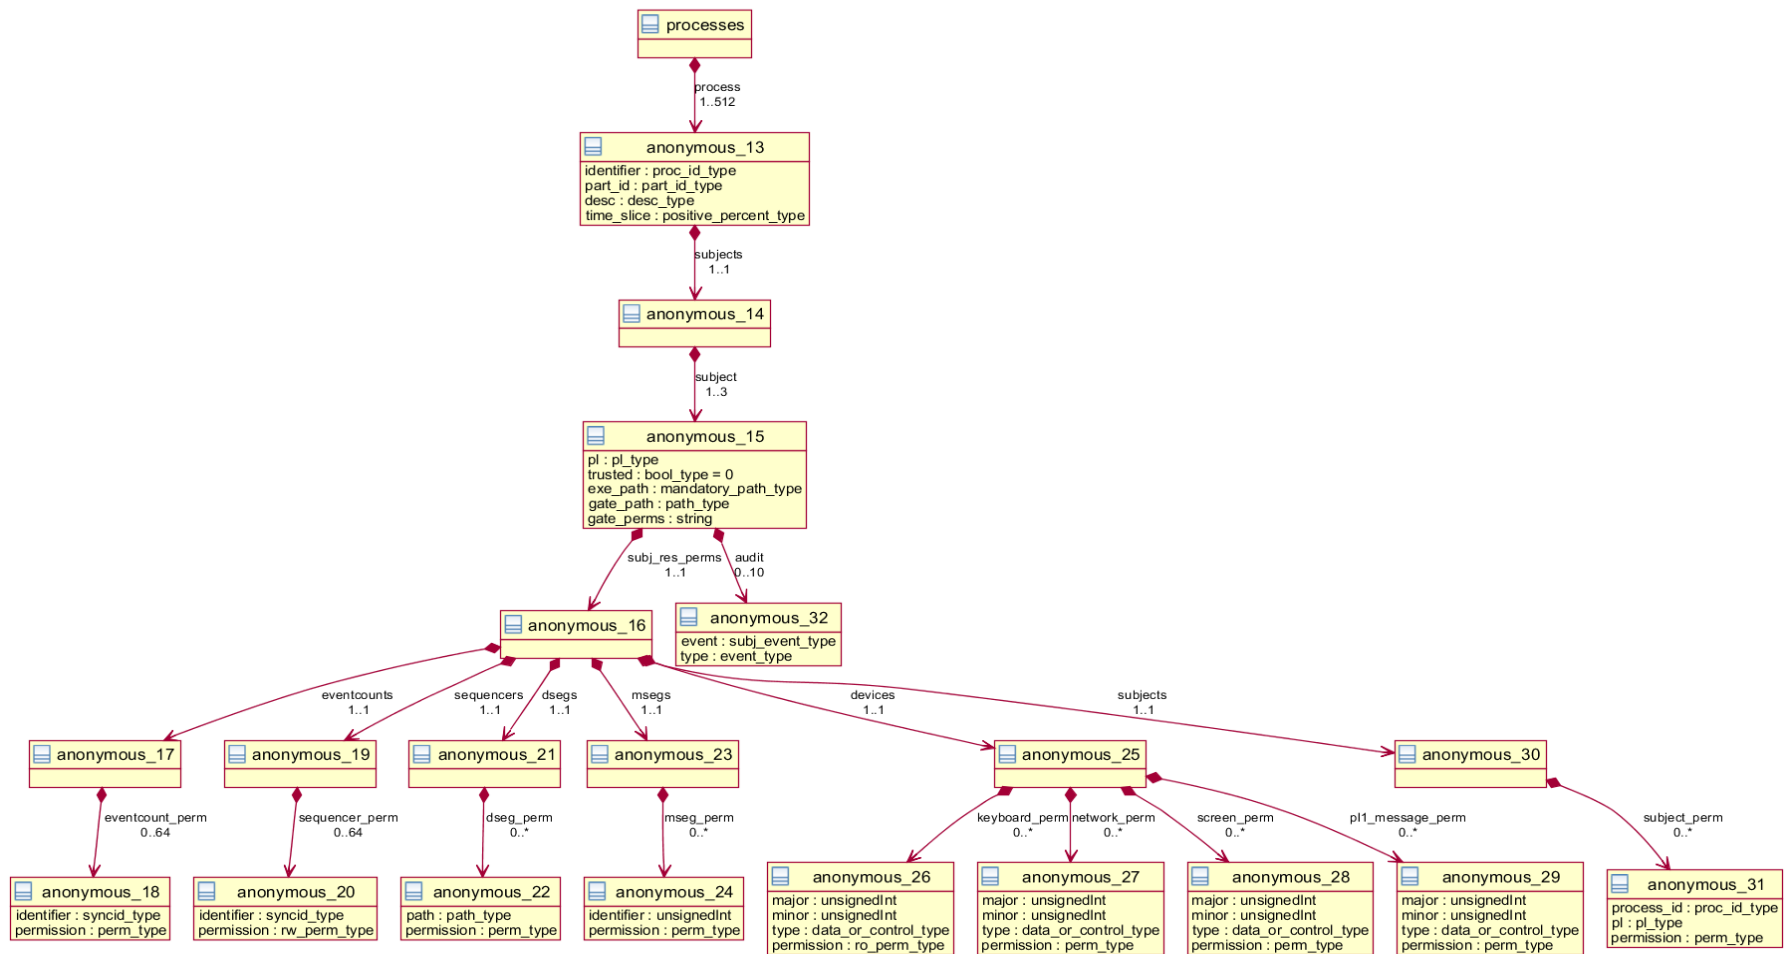 processes
process
1..512
anonymous_13
identifier : proc_id_type
part_id : part_id_type
desc : desc_type
time_slice : positive_percent_type
subjects
1..1
anonymous_14
subject
1..3
anonymous_15
pl : pl_type
trusted : bool_type = 0
exe_path : mandatory_path_type
gate_path : path_type
gate_perms : string
subj_res_perms
1..1
audit
0..10
anonymous_16
anonymous_32
event : subj_event_type
type : event_type
eventcounts
1..1
sequencers
1..1
dsegs
1..1
msegs
1..1
devices
1..1
subjects
1..1
anonymous_17
anonymous_19
anonymous_21
anonymous_23
anonymous_25
anonymous_30
eventcount_perm
0..64
sequencer_perm
0..64
dseg_perm
0..*
mseg_perm
0..*
keyboard_perm
0..*
network_perm
0..*
screen_perm
0..*
pl1_message_perm
0..*
subject_perm
0..*
anonymous_18
identifier : syncid_type
permission : perm_type
anonymous_20
identifier : syncid_type
permission : rw_perm_type
anonymous_22
path : path_type
permission : perm_type
anonymous_24
identifier : unsignedInt
permission : perm_type
anonymous_26
major : unsignedInt
minor : unsignedInt
type : data_or_control_type
permission : ro_perm_type
anonymous_27
major : unsignedInt
minor : unsignedInt
type : data_or_control_type
permission : perm_type
anonymous_28
major : unsignedInt
minor : unsignedInt
type : data_or_control_type
permission : perm_type
anonymous_29
major : unsignedInt
minor : unsignedInt
type : data_or_control_type
permission : perm_type
anonymous_31
process_id : proc_id_type
pl : pl_type
permission : perm_type